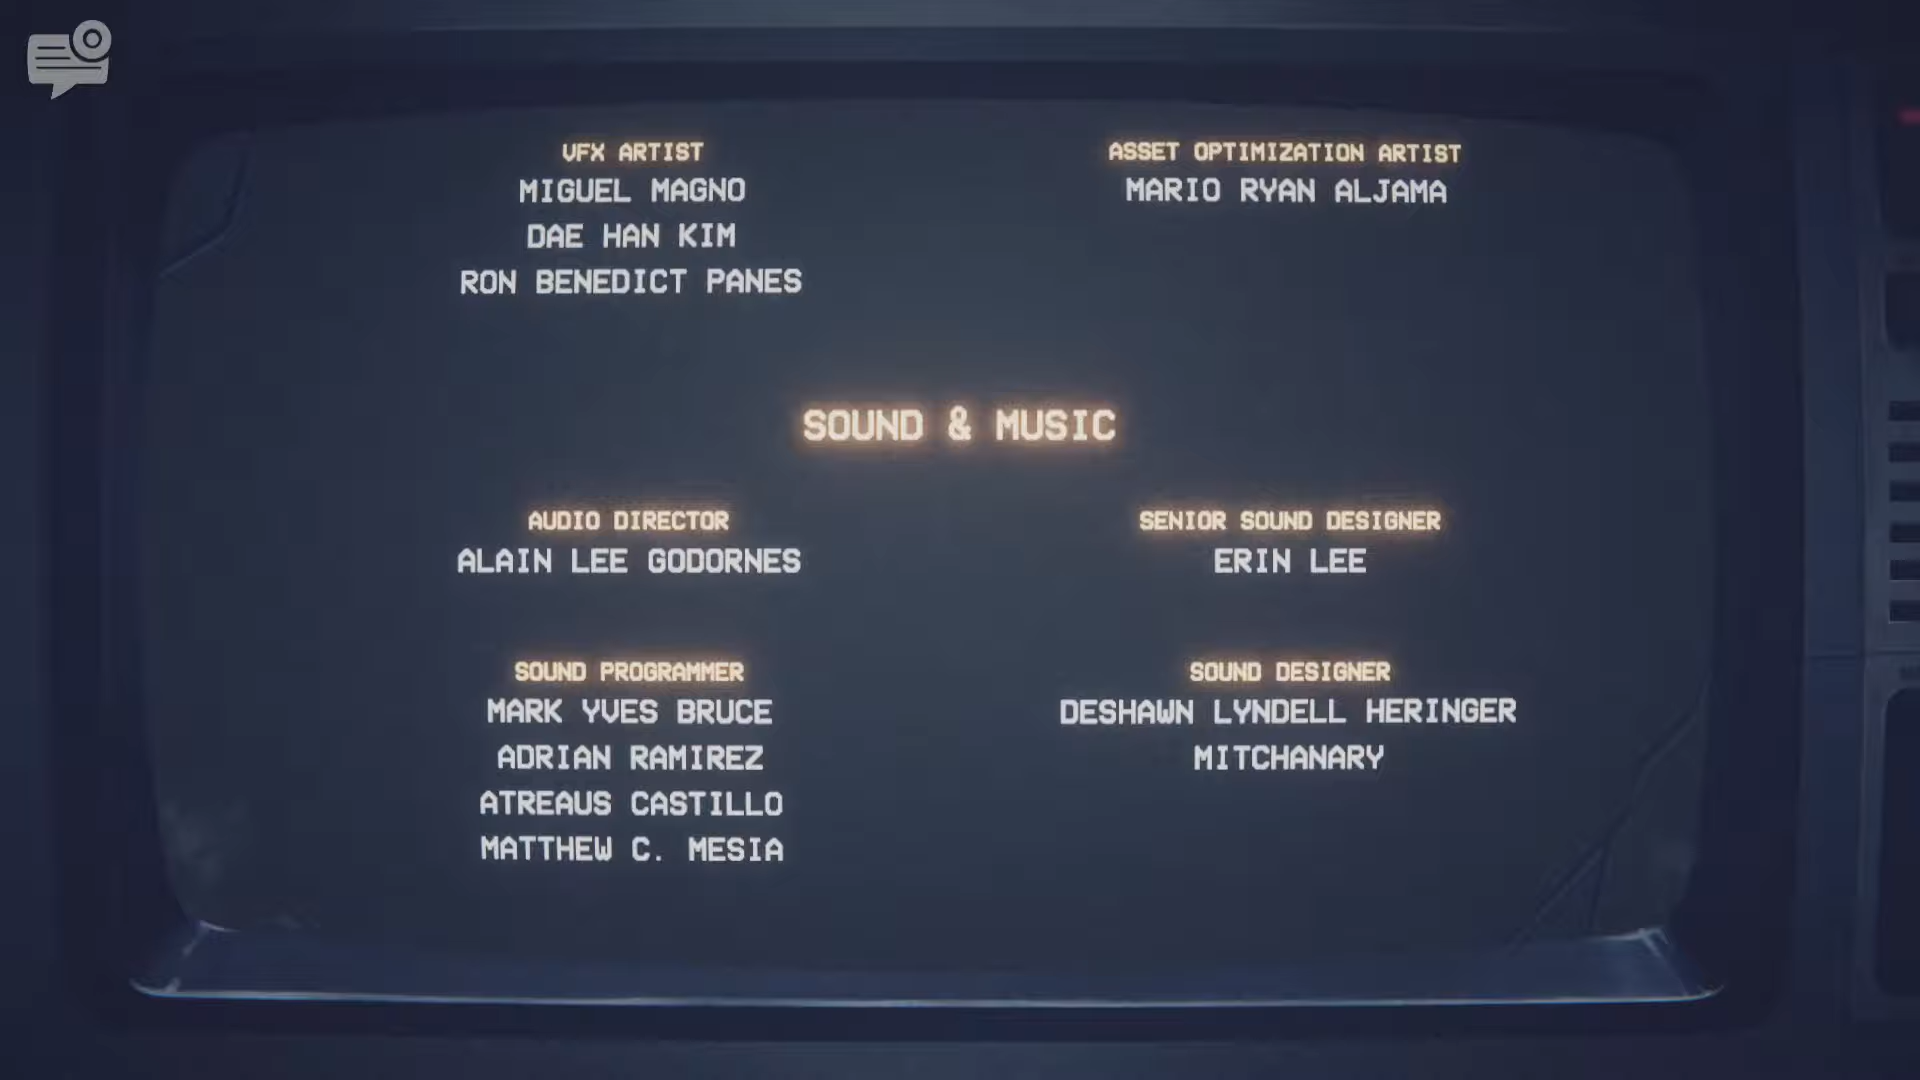 VFX ARTIST
MIGUEL MAGNO
DAE HAN KIM
RON BENEDICT PANES
ASSET OPTIMIZATION ARTIST
MARIO RYAN ALJAMA
SOUND & MUSIC
AUDIO DIRECTOR
ALAIN LEE GODORNES
SENIOR SOUND DESIGNER
ERIN LEE
SOUND PROGRAMMER
MARK YVES BRUCE
ADRIAN RAMIREZ
ATREAUS CASTILLO
MATTHEW C. MESIA
SOUND DESIGNER
DESHAWN LYNDELL HERINGER
MITCHANARY